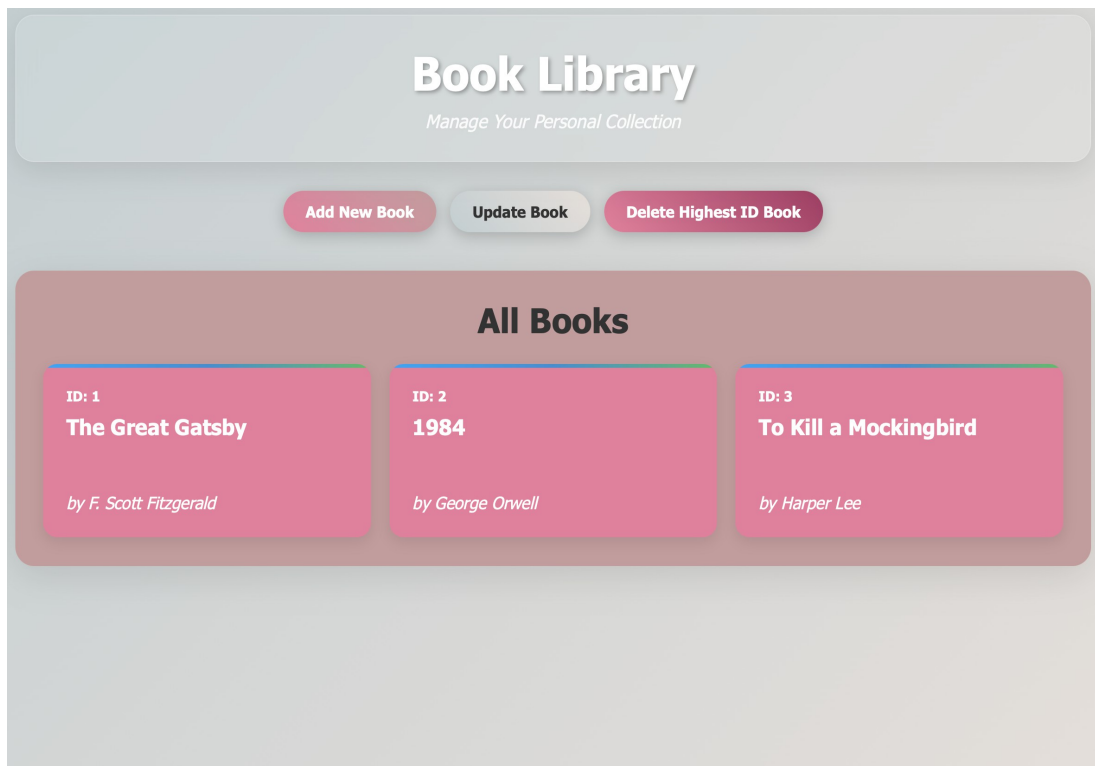 Book Library
Manage Your Personal Collection
Add New Book
Update Book
Delete Highest ID Book
All Books
ID: 1
The Great Gatsby
by F. Scott Fitzgerald
ID: 2
1984
by George Orwell
ID: 3
To Kill a Mockingbird
by Harper Lee